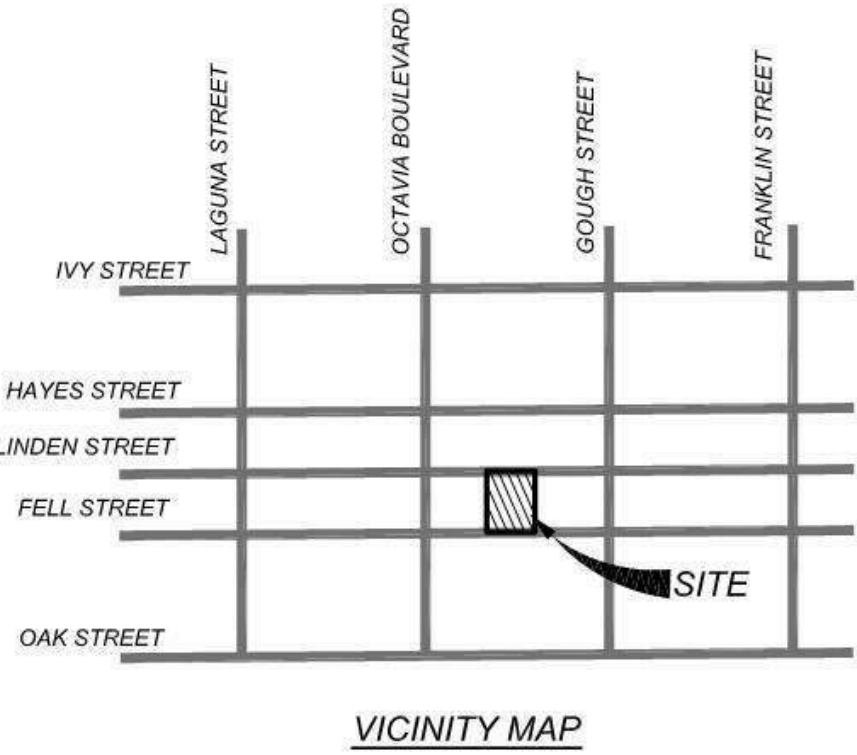 LAGUNA STREET
OCTAVIA BOULEVARD
GOUGH STREET
FRANKLIN STREET
IVY STREET
HAYES STREET
LINDEN STREET
FELL STREET
SITE
OAK STREET
VICINITY MAP